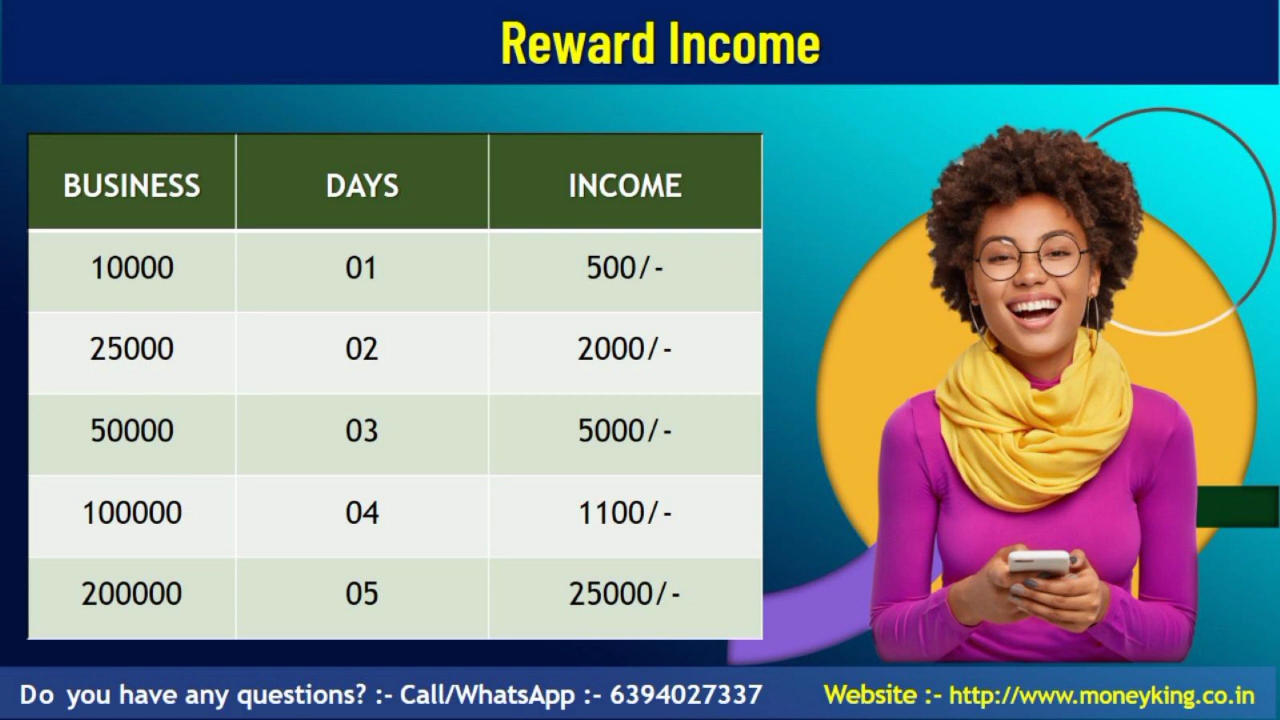 Reward Income
BUSINESS DAYS INCOME
10000 01 500/-
25000 02 2000/-
50000 03 5000/-
100000 04 1100/-
200000 05 25000/-
Do you have any questions? :- Call/WhatsApp :- 6394027337 Website :- http://www.moneyking.co.in